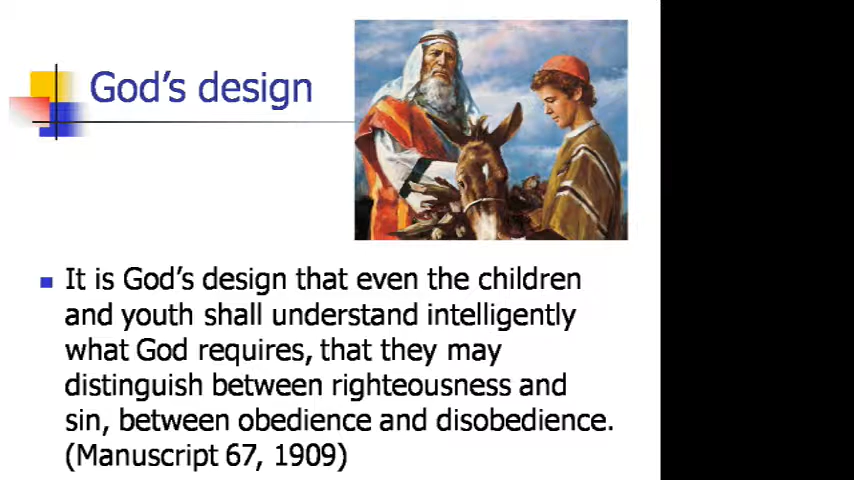 God's design
It is God's design that even the children
and youth shall understand intelligently
what God requires, that they may
distinguish between righteousness and
sin, between obedience and disobedience.
(Manuscript 67, 1909)